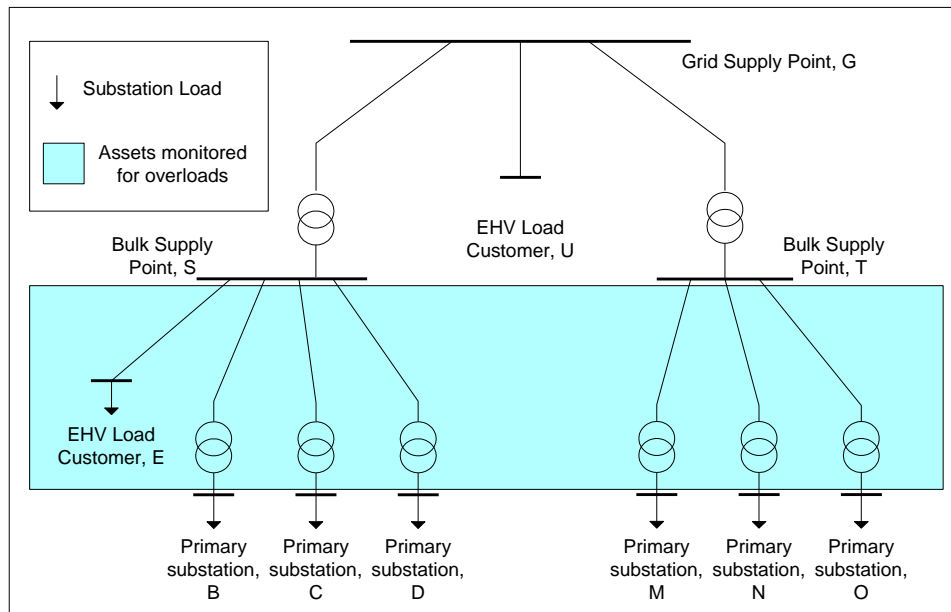 Grid Supply Point, G
Substation Load
Assets monitored
for overloads
EHV Load
Customer, U
Bulk Supply
Point, S
Bulk Supply
Point, T
EHV Load
Customer, E
Primary
substation,
B
Primary
substation,
C
Primary
substation,
D
Primary
substation,
M
Primary
substation,
N
Primary
substation,
O